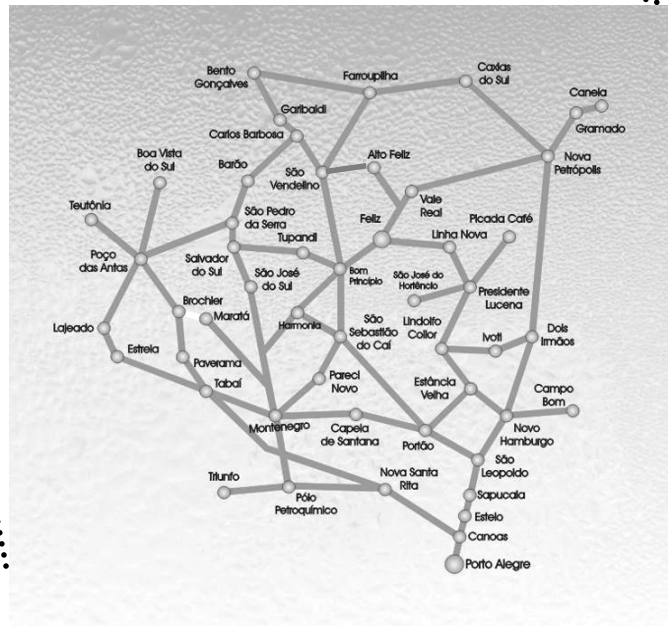 Bento
Gonçalves
Farroupilha
Caxias
do Sul
Canela
Gramado
Garibaldi
Carlos Barbosa
Nova
Petrópolis
Boa Vista
do Sul
Barão
São
Vendelino
Alto Feliz
Vale
Real
Teutônia
São Pedro
da Serra
Feliz
Picada Café
Tupandi
Linha Nova
Poço
das Antas
Salvador
do Sul
São José
do Sul
Bom
Princípio
São José do
Hortêncio
Presidente
Lucena
Brochier
Maratá
Harmonia
São
Sebastião
do Caí
Lindolfo
Collor
Ivoti
Dois
Irmãos
Lajeado
Estrela
Paverama
Tabaí
Pareci
Novo
Estância
Velha
Campo
Bom
Montenegro
Capela
de Santana
Portão
Novo
Hamburgo
São
Leopoldo
Triunfo
Pólo
Petroquímico
Nova Santa
Rita
Sapucaia
Esteio
Canoas
Porto Alegre